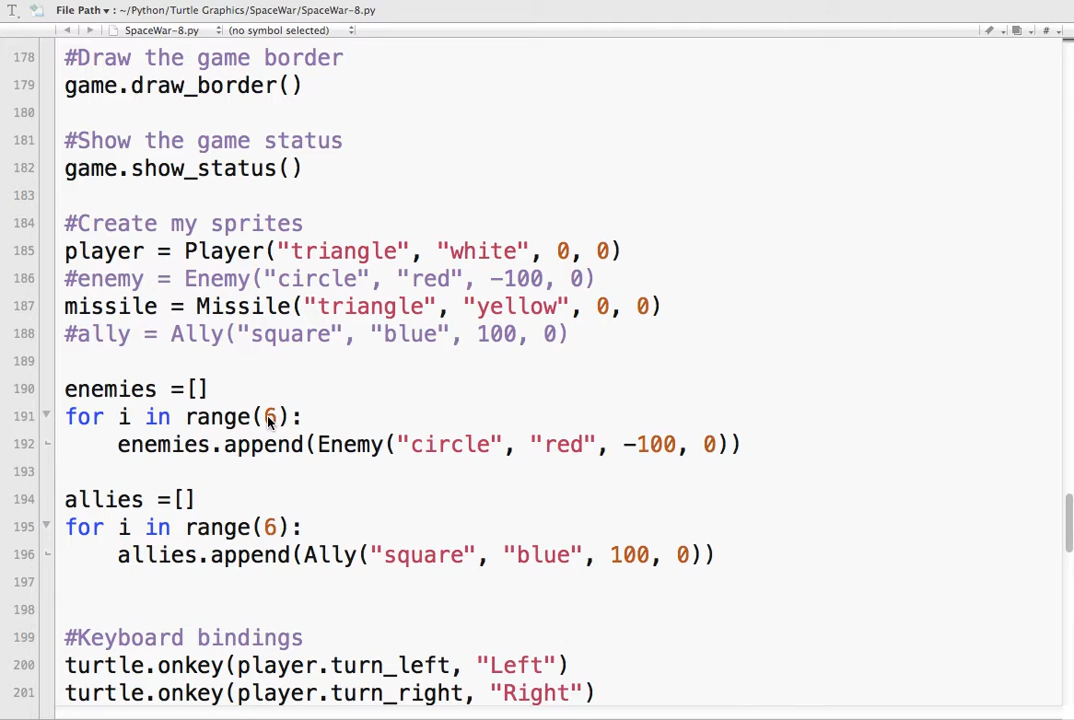 File Path ▾ : ~/Python/Turtle Graphics/SpaceWar/SpaceWar-8.py
SpaceWar-8.py (no symbol selected) #
178 #Draw the game border
179 game.draw_border()
180
181 #Show the game status
182 game.show_status()
183
184 #Create my sprites
185 player = Player("triangle", "white", 0, 0)
186 #enemy = Enemy("circle", "red", -100, 0)
187 missile = Missile("triangle", "yellow", 0, 0)
188 #ally = Ally("square", "blue", 100, 0)
189
190 enemies =[]
191 for i in range(6):
192     enemies.append(Enemy("circle", "red", -100, 0))
193
194 allies =[]
195 for i in range(6):
196     allies.append(Ally("square", "blue", 100, 0))
197
198
199 #Keyboard bindings
200 turtle.onkey(player.turn_left, "Left")
201 turtle.onkey(player.turn_right, "Right")